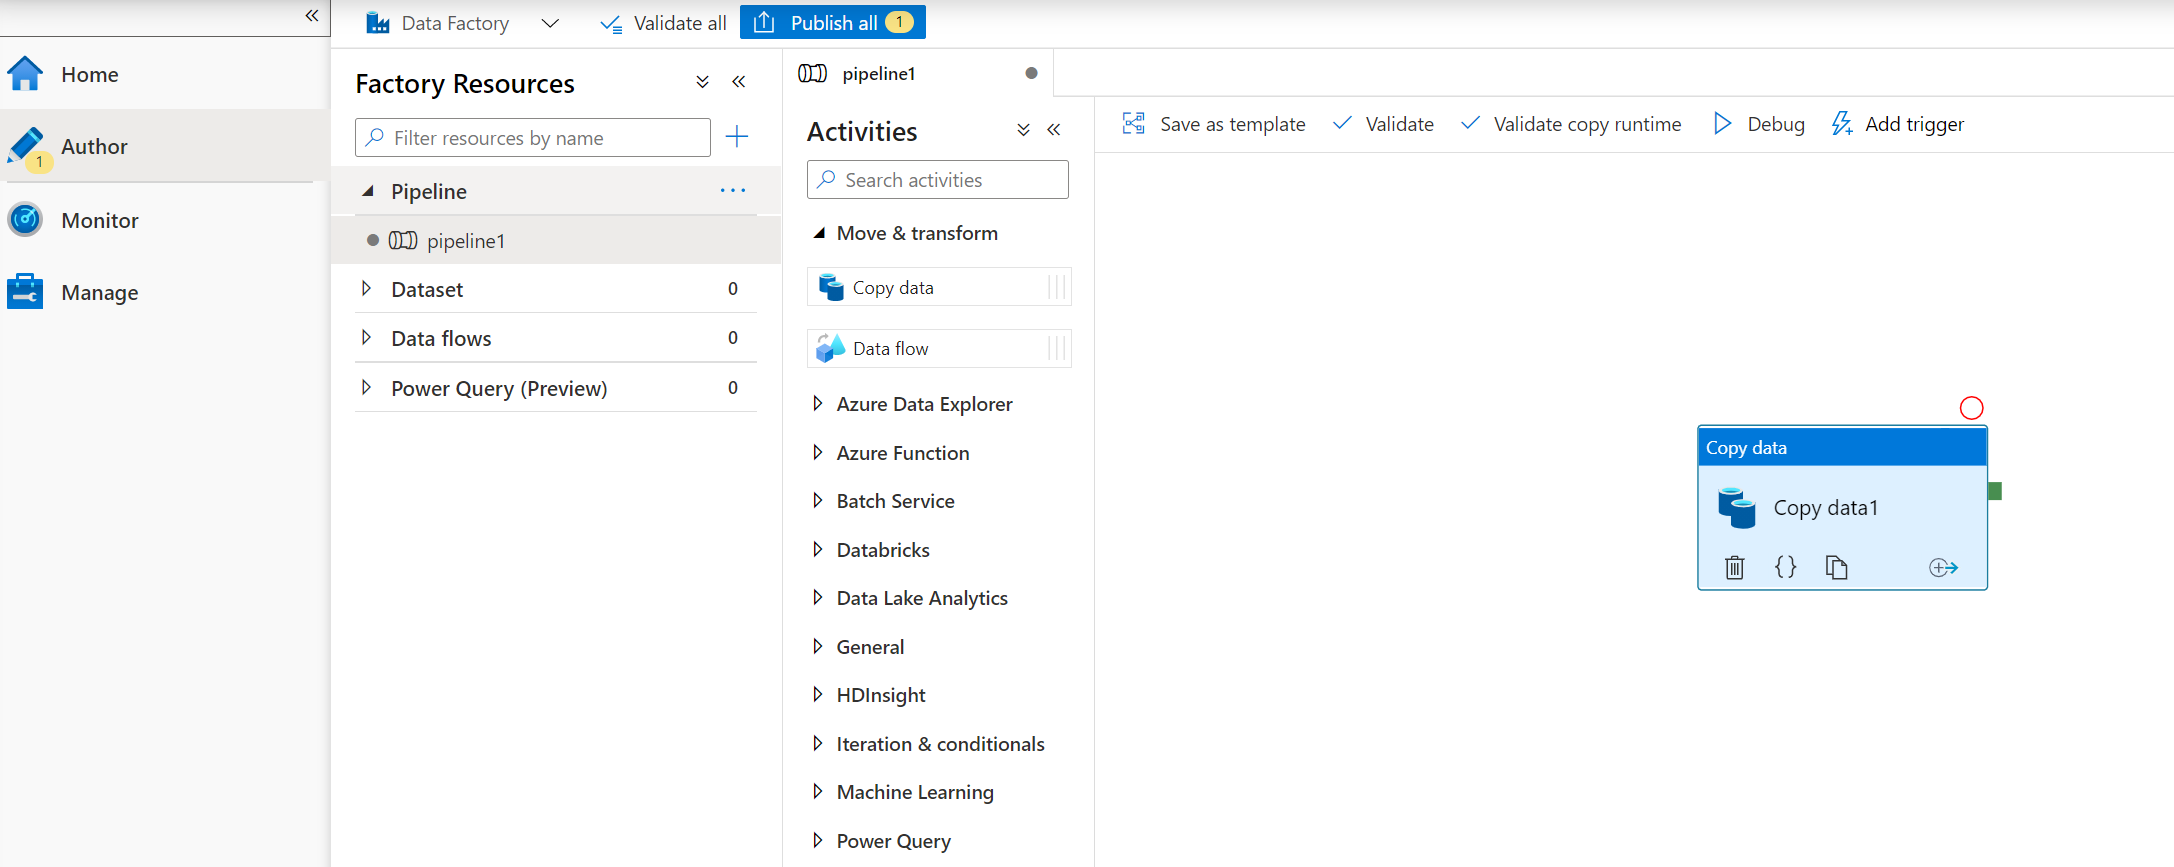 Home
Author
1
Monitor
Manage
Data Factory
Validate all
Publish all 1
Factory Resources
Filter resources by name
Pipeline
pipeline1
Dataset 0
Data flows 0
Power Query (Preview) 0
pipeline1
Activities
Search activities
Move & transform
Copy data
Data flow
Azure Data Explorer
Azure Function
Batch Service
Databricks
Data Lake Analytics
General
HDInsight
Iteration & conditionals
Machine Learning
Power Query
Save as template
Validate
Validate copy runtime
Debug
Add trigger
Copy data
Copy data1